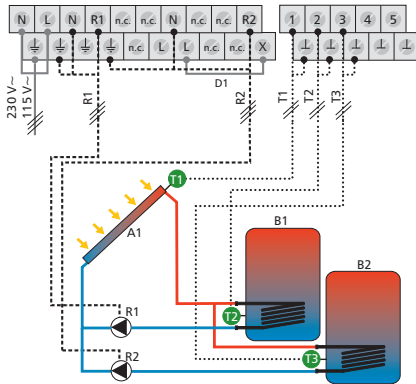 N L N R1 n.c. n.c. n.c. N n.c. R2 1 2 3 4 5
n.c. n.c. L L n.c. X
D1
230 V~
115 V~
R1
R2
T1
T2
T3
T1
A1
B1
B2
R1
T2
R2
T3